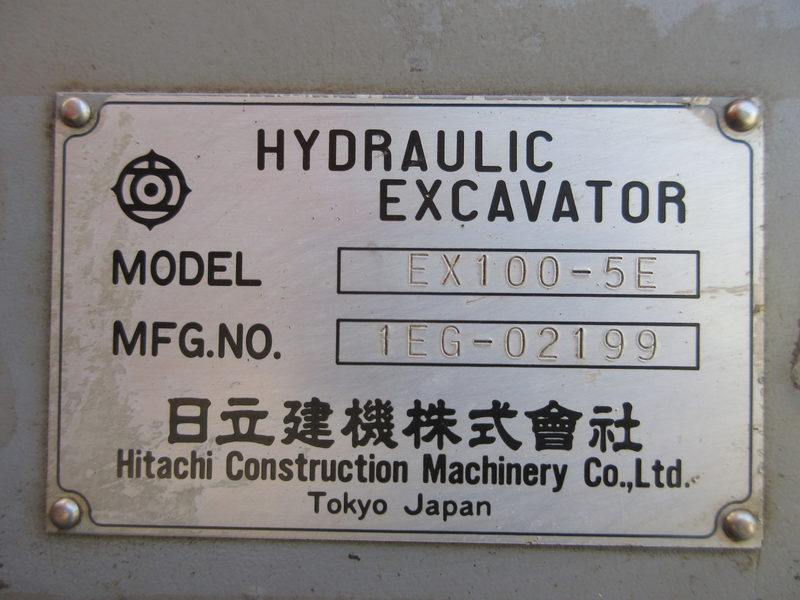 HYDRAULIC
EXCAVATOR
MODEL EX100-5E
MFG.NO. 1EG-02199
日立建機株式會社
Hitachi Construction Machinery Co.,Ltd.
Tokyo Japan